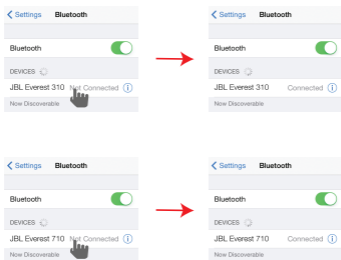 Settings Bluetooth
Bluetooth
DEVICES
JBL Everest 310 Not Connected
Now Discoverable
Settings Bluetooth
Bluetooth
DEVICES
JBL Everest 310 Connected
Now Discoverable
Settings Bluetooth
Bluetooth
DEVICES
JBL Everest 710 Not Connected
Now Discoverable
Settings Bluetooth
Bluetooth
DEVICES
JBL Everest 710 Connected
Now Discoverable